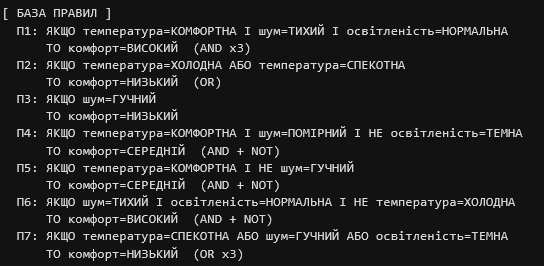 [ БАЗА ПРАВИЛ ]
П1: ЯКЩО температура=КОМФОРТНА І шум=ТИХИЙ І освітленість=НОРМАЛЬНА
ТО комфорт=ВИСОКИЙ (AND x3)
П2: ЯКЩО температура=ХОЛОДНА АБО температура=СПЕКОТНА
ТО комфорт=НИЗЬКИЙ (OR)
П3: ЯКЩО шум=ГУЧНИЙ
ТО комфорт=НИЗЬКИЙ
П4: ЯКЩО температура=КОМФОРТНА І шум=ПОМІРНИЙ І НЕ освітленість=ТЕМНА
ТО комфорт=СЕРЕДНІЙ (AND + NOT)
П5: ЯКЩО температура=КОМФОРТНА І НЕ шум=ГУЧНИЙ
ТО комфорт=СЕРЕДНІЙ (AND + NOT)
П6: ЯКЩО шум=ТИХИЙ І освітленість=НОРМАЛЬНА І НЕ температура=ХОЛОДНА
ТО комфорт=ВИСОКИЙ (AND + NOT)
П7: ЯКЩО температура=СПЕКОТНА АБО шум=ГУЧНИЙ АБО освітленість=ТЕМНА
ТО комфорт=НИЗЬКИЙ (OR x3)